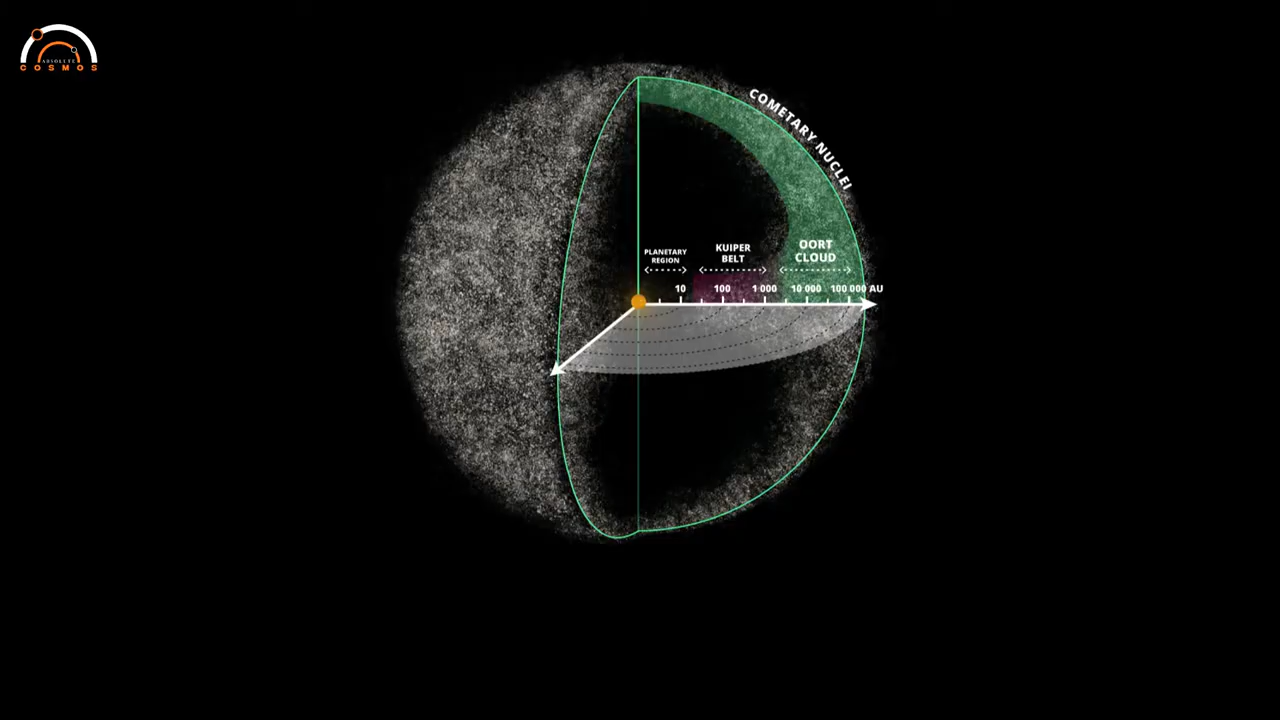 ABSOLUTE
COSMOS
COMETARY NUCLEI
PLANETARY
REGION
KUIPER
BELT
OORT
CLOUD
10 100 1 000 10 000 100 000 AU